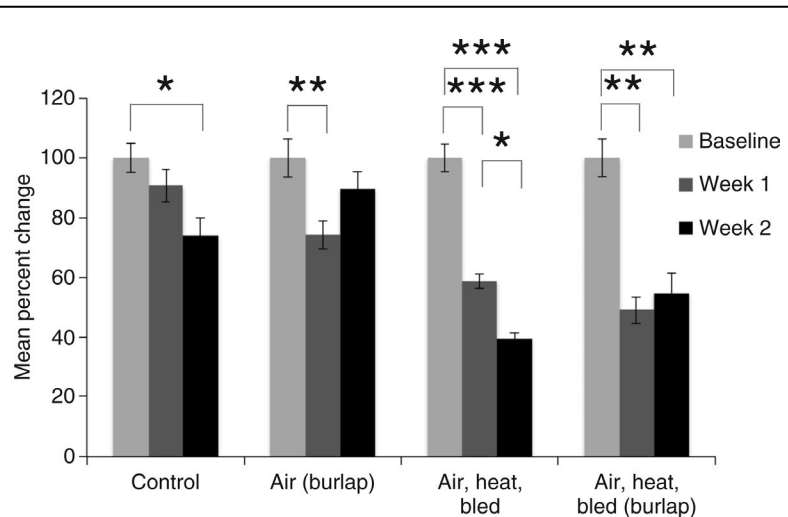 ***
**
*
**
***
**
*
120
100
80
60
40
20
0
Mean percent change
Baseline
Week 1
Week 2
Control
Air (burlap)
Air, heat,
bled
Air, heat,
bled (burlap)